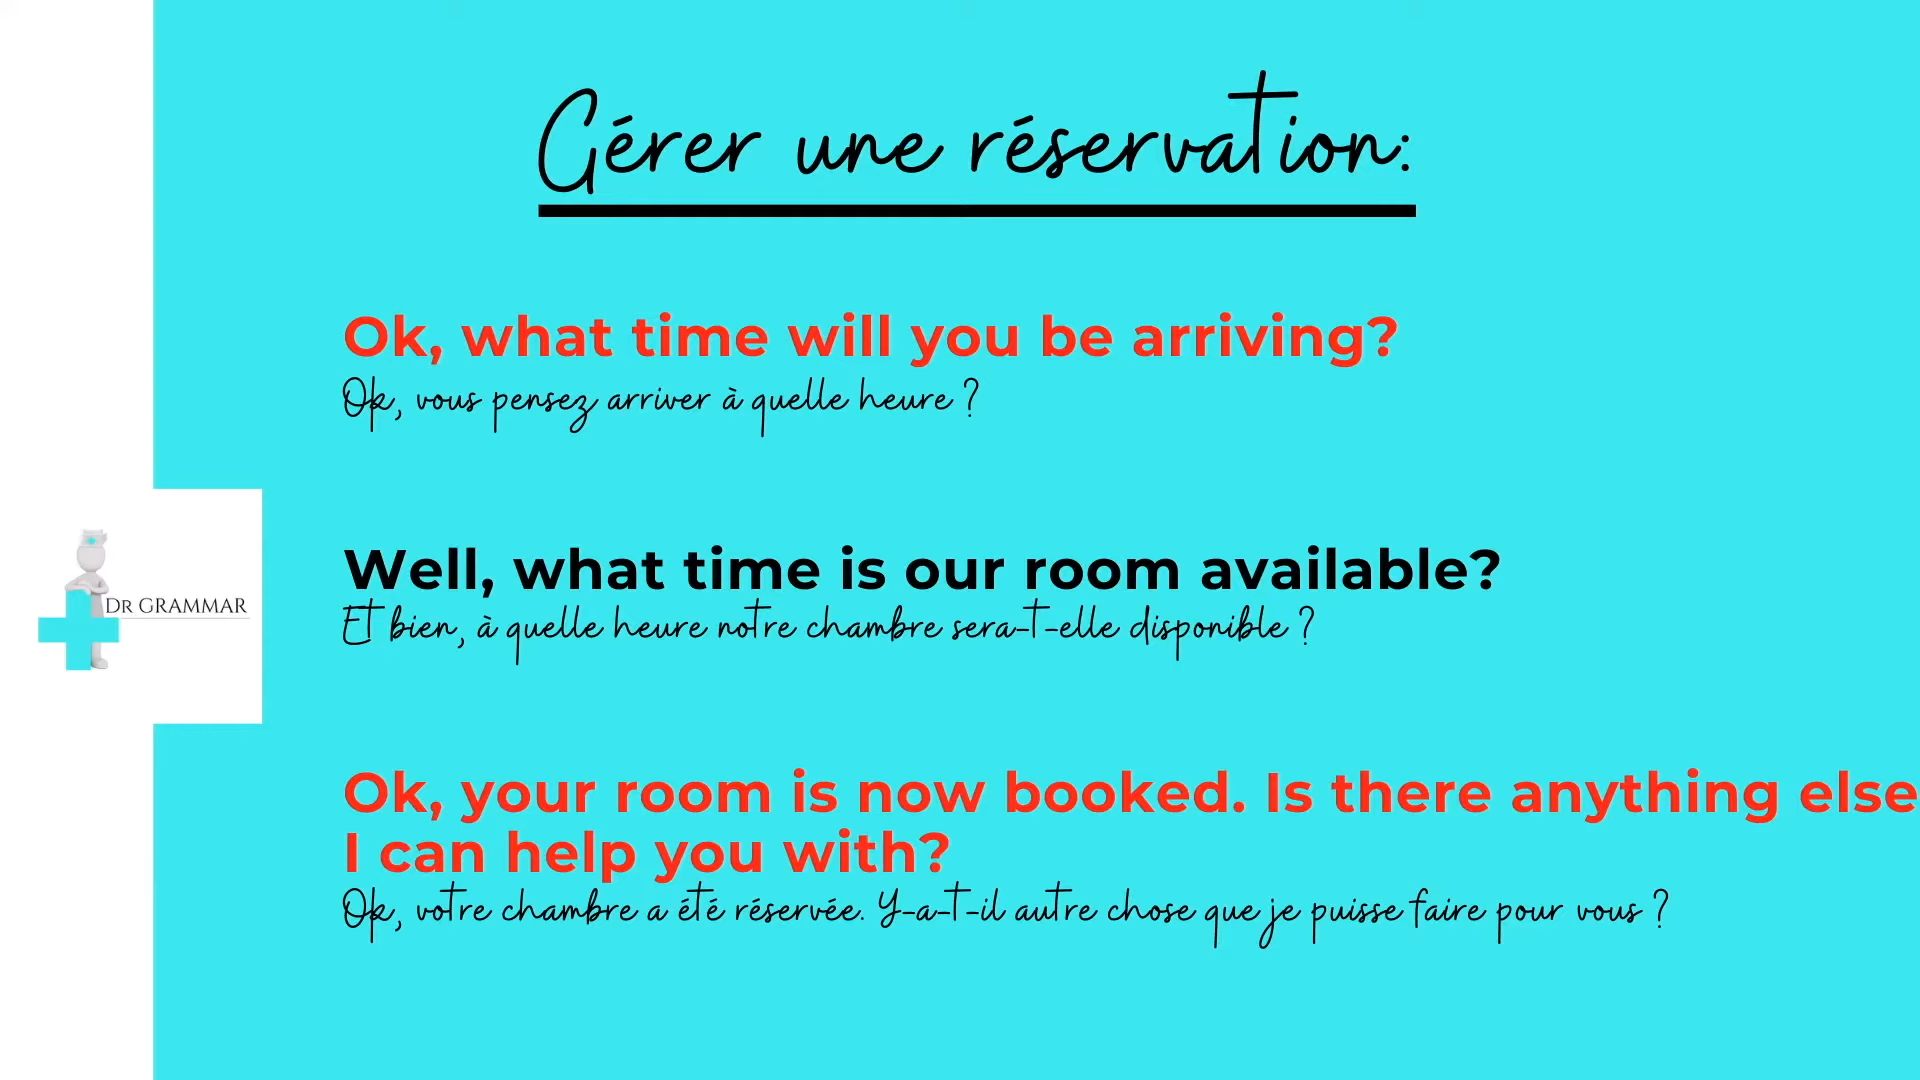 Gérer une réservation:
Ok, what time will you be arriving?
Ok, vous pensez arriver à quelle heure ?
Well, what time is our room available?
Et bien, à quelle heure notre chambre sera-t-elle disponible ?
DR GRAMMAR
Ok, your room is now booked. Is there anything else
I can help you with?
Ok, votre chambre a été réservée. Y-a-t-il autre chose que je puisse faire pour vous ?